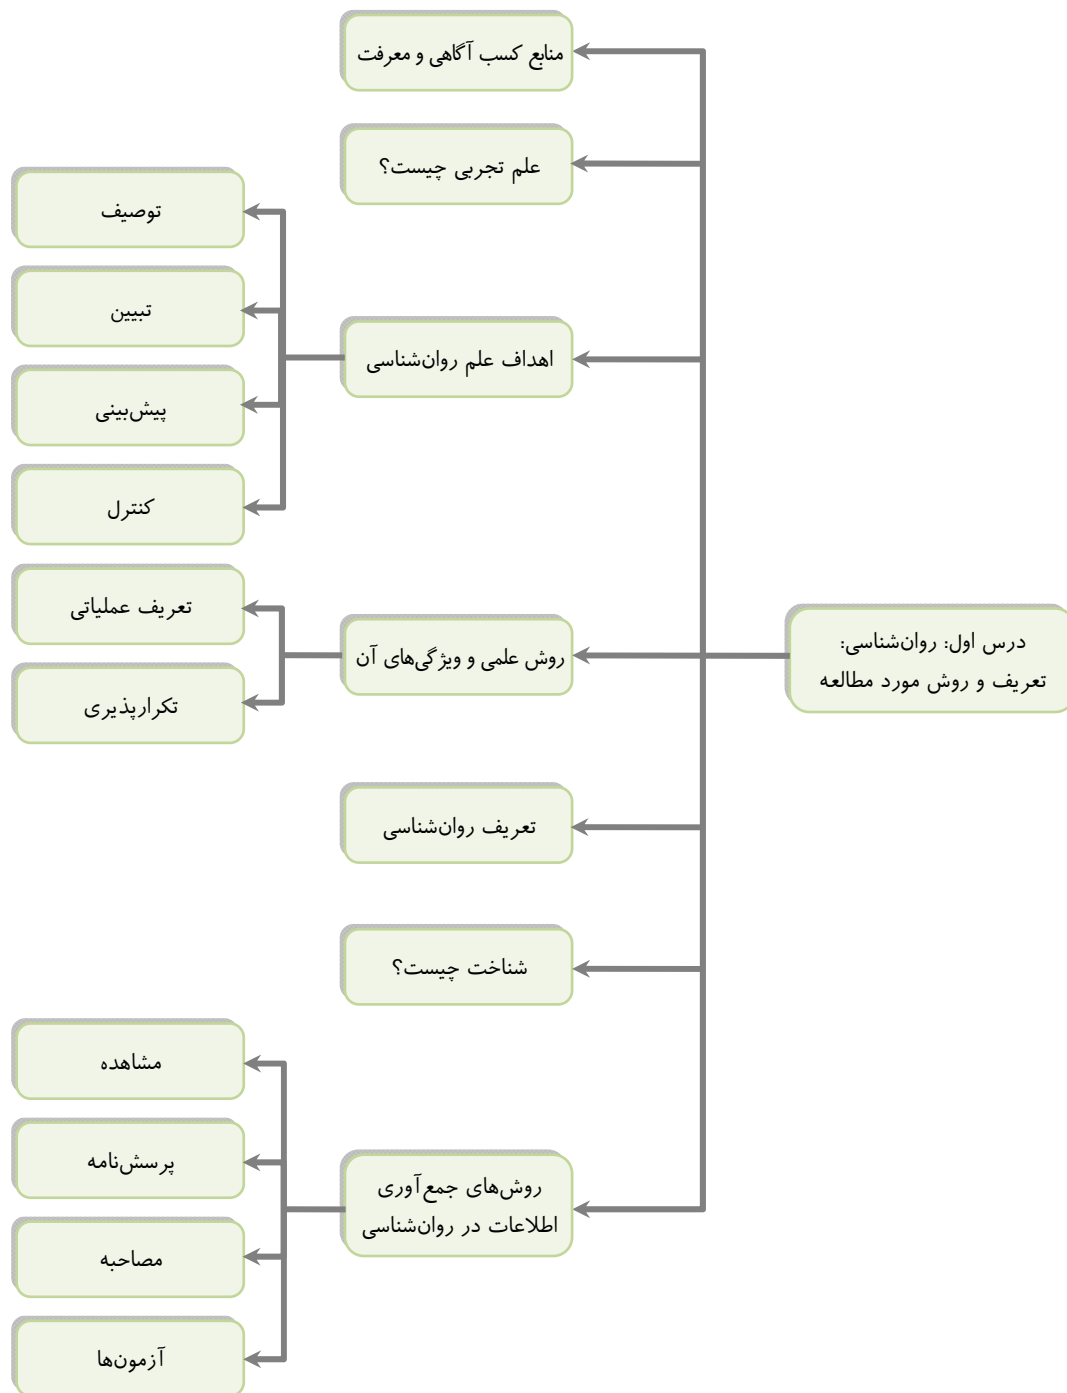 درس اول: روان‌شناسی:
تعریف و روش مورد مطالعه
منابع کسب آگاهی و معرفت
علم تجربی چیست؟
اهداف علم روان‌شناسی
توصیف
تبیین
پیش‌بینی
کنترل
روش علمی و ویژگی‌های آن
تعریف عملیاتی
تکرارپذیری
تعریف روان‌شناسی
شناخت چیست؟
روش‌های جمع‌آوری
اطلاعات در روان‌شناسی
مشاهده
پرسش‌نامه
مصاحبه
آزمون‌ها